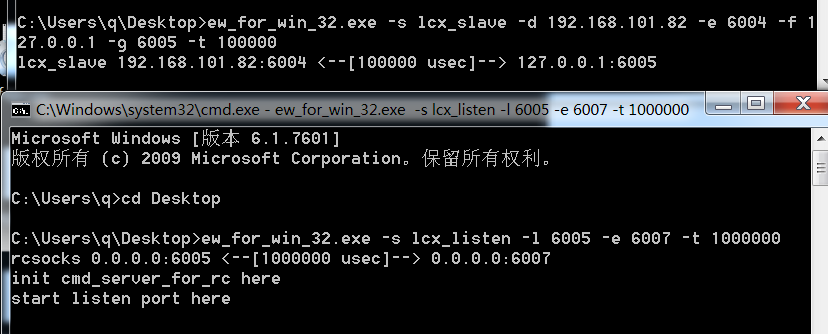 C:\Users\q\Desktop>ew_for_win_32.exe -s lcx_slave -d 192.168.101.82 -e 6004 -f 1
27.0.0.1 -g 6005 -t 100000
lcx_slave 192.168.101.82:6004 <--[100000 usec]--> 127.0.0.1:6005
C:\Windows\system32\cmd.exe - ew_for_win_32.exe  -s lcx_listen -l 6005 -e 6007 -t 1000000
Microsoft Windows [版本 6.1.7601]
版权所有 (c) 2009 Microsoft Corporation。保留所有权利。
C:\Users\q>cd Desktop
C:\Users\q\Desktop>ew_for_win_32.exe -s lcx_listen -l 6005 -e 6007 -t 1000000
rcsocks 0.0.0.0:6005 <--[1000000 usec]--> 0.0.0.0:6007
init cmd_server_for_rc here
start listen port here